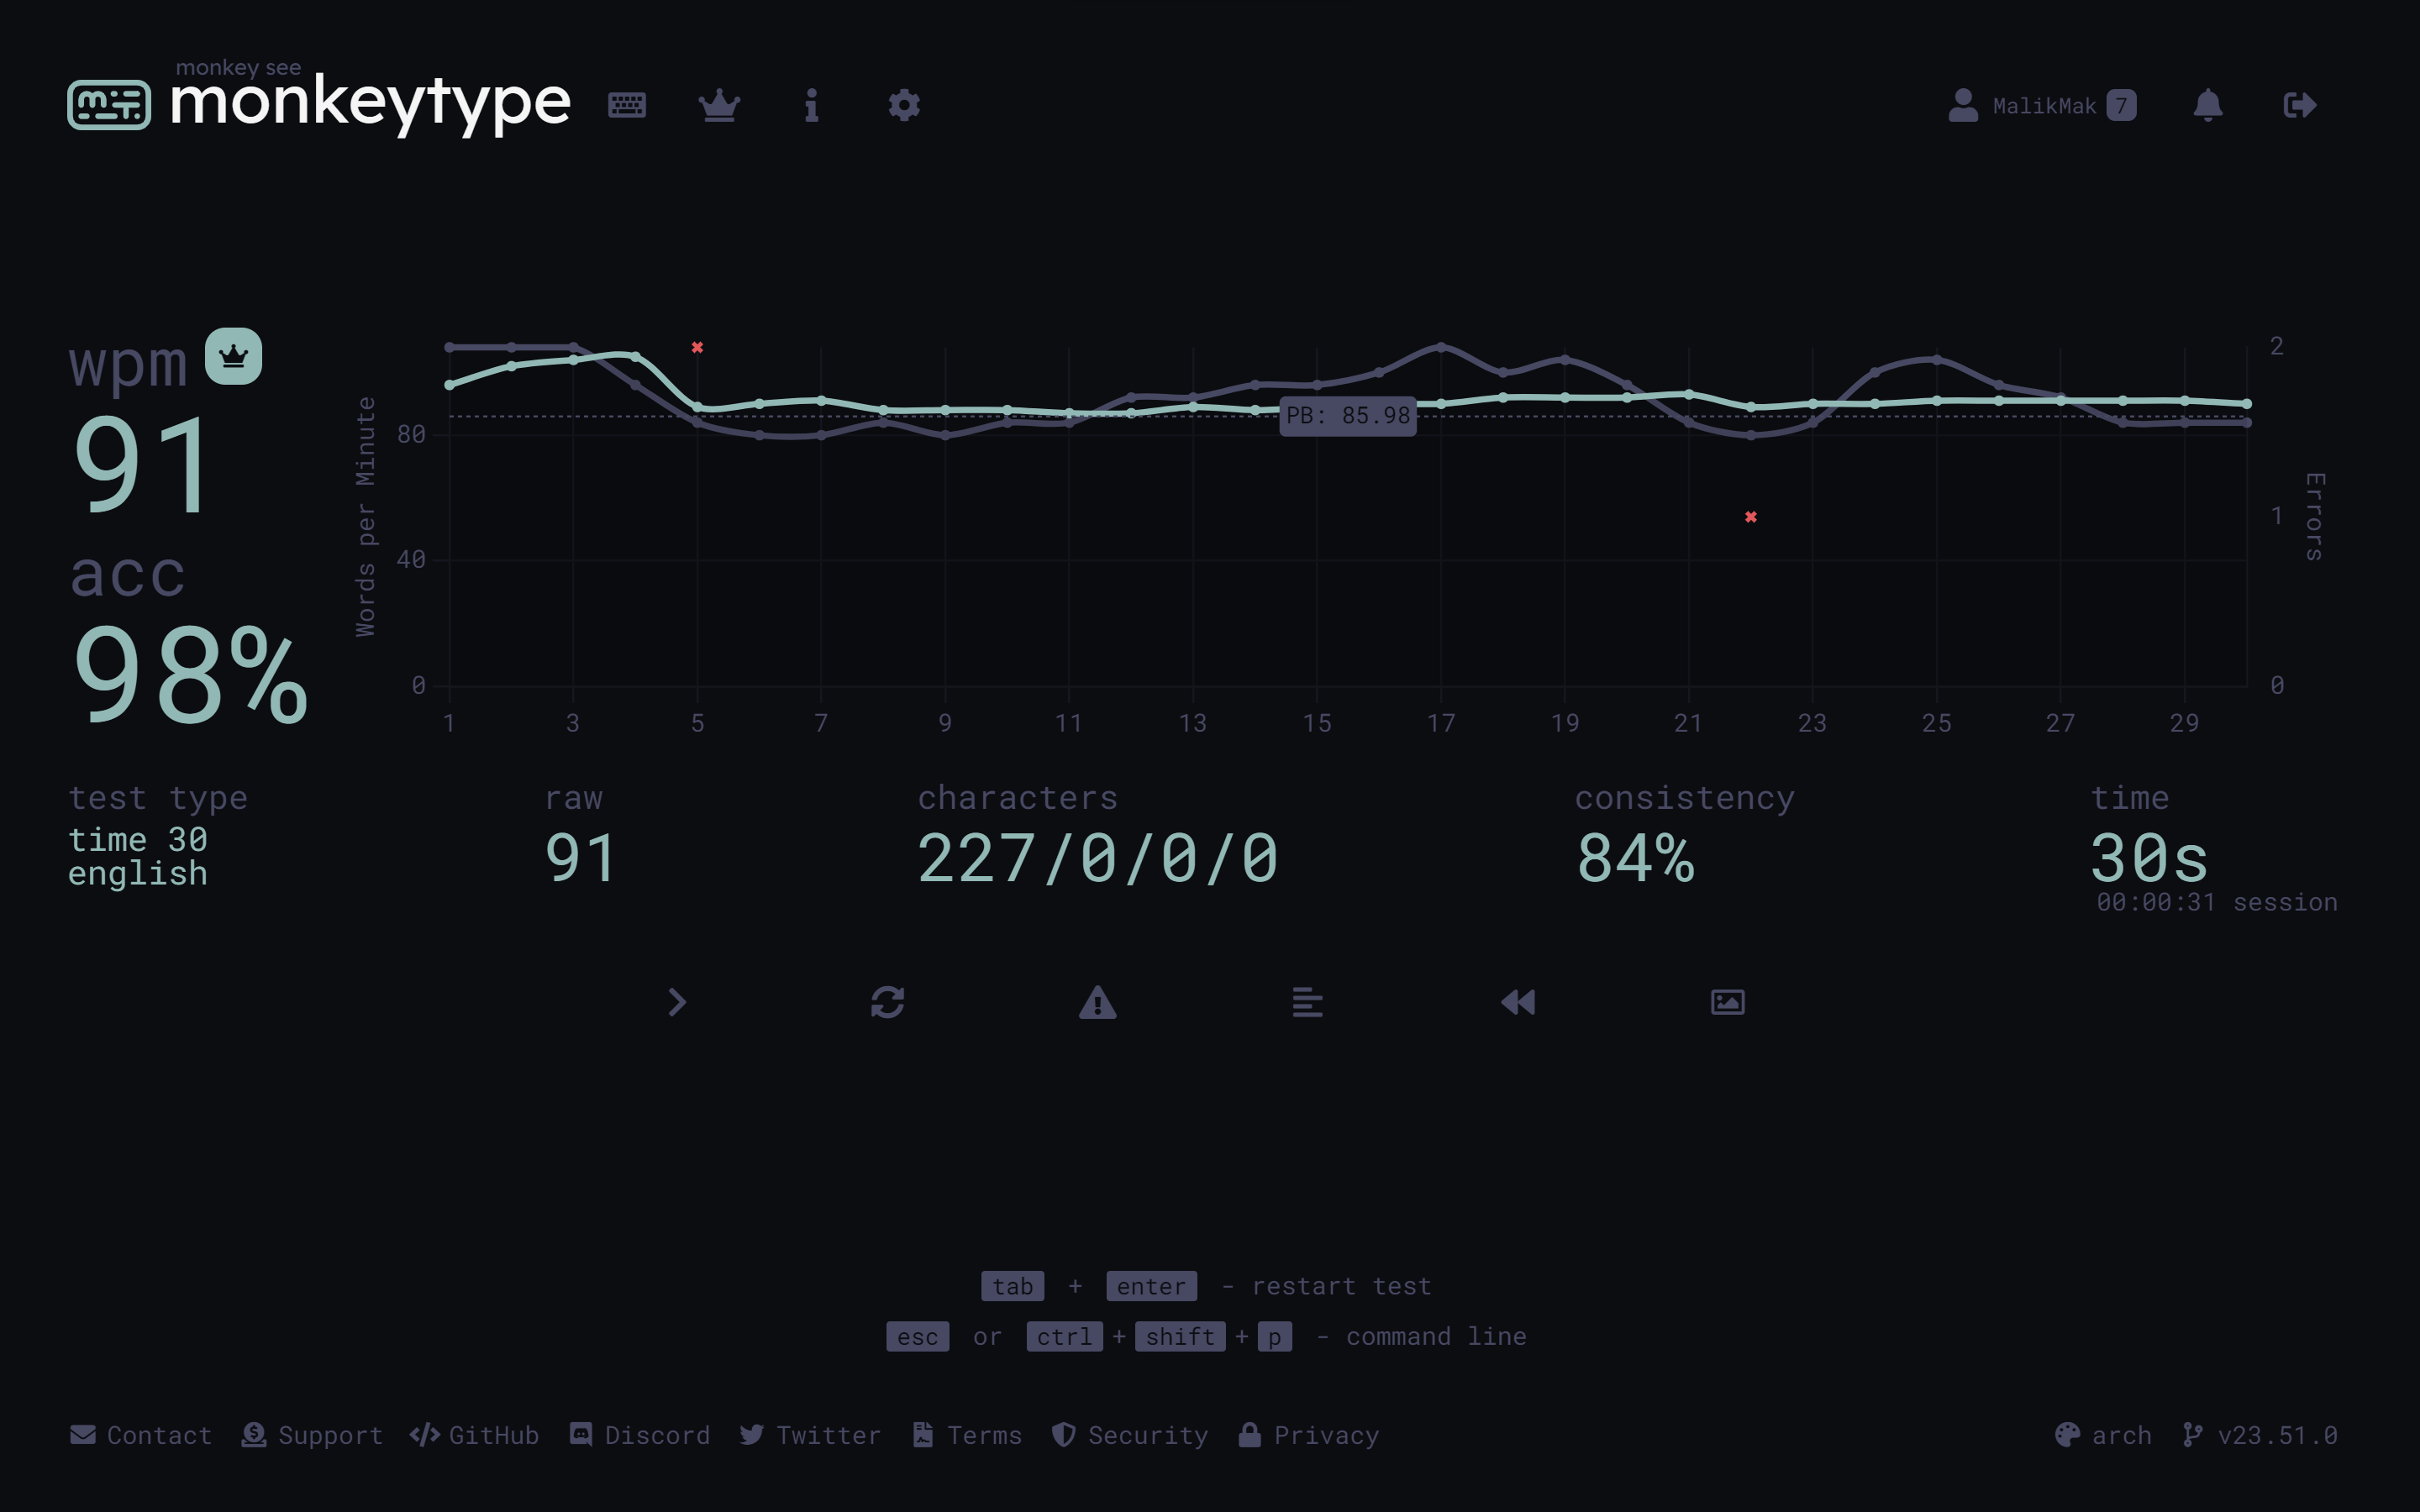 monkey see
monkeytype
MalikMak 7
wpm
91
acc
98%
Words per Minute
80
40
0
PB: 85.98
2
1
0
Errors
1 3 5 7 9 11 13 15 17 19 21 23 25 27 29
test type
time 30
english
raw
91
characters
227/0/0/0
consistency
84%
time
30s
00:00:31 session
tab + enter - restart test
esc or ctrl + shift + p - command line
Contact Support GitHub Discord Twitter Terms Security Privacy arch v23.51.0